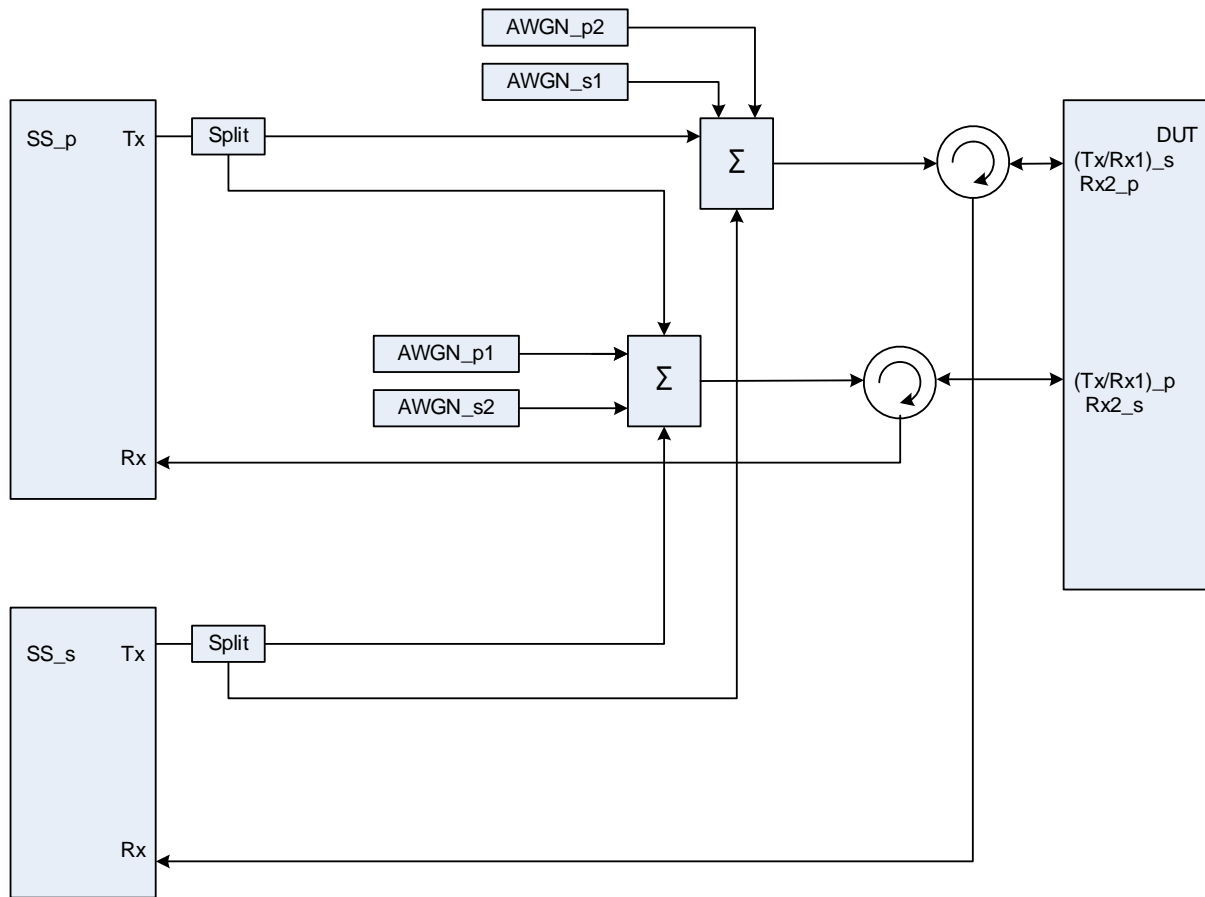 AWGN_p2
AWGN_s1
SS_p
Tx
Split
Σ
DUT
(Tx/Rx1)_s
Rx2_p
AWGN_p1
AWGN_s2
Σ
(Tx/Rx1)_p
Rx2_s
Rx
SS_s
Tx
Split
Rx